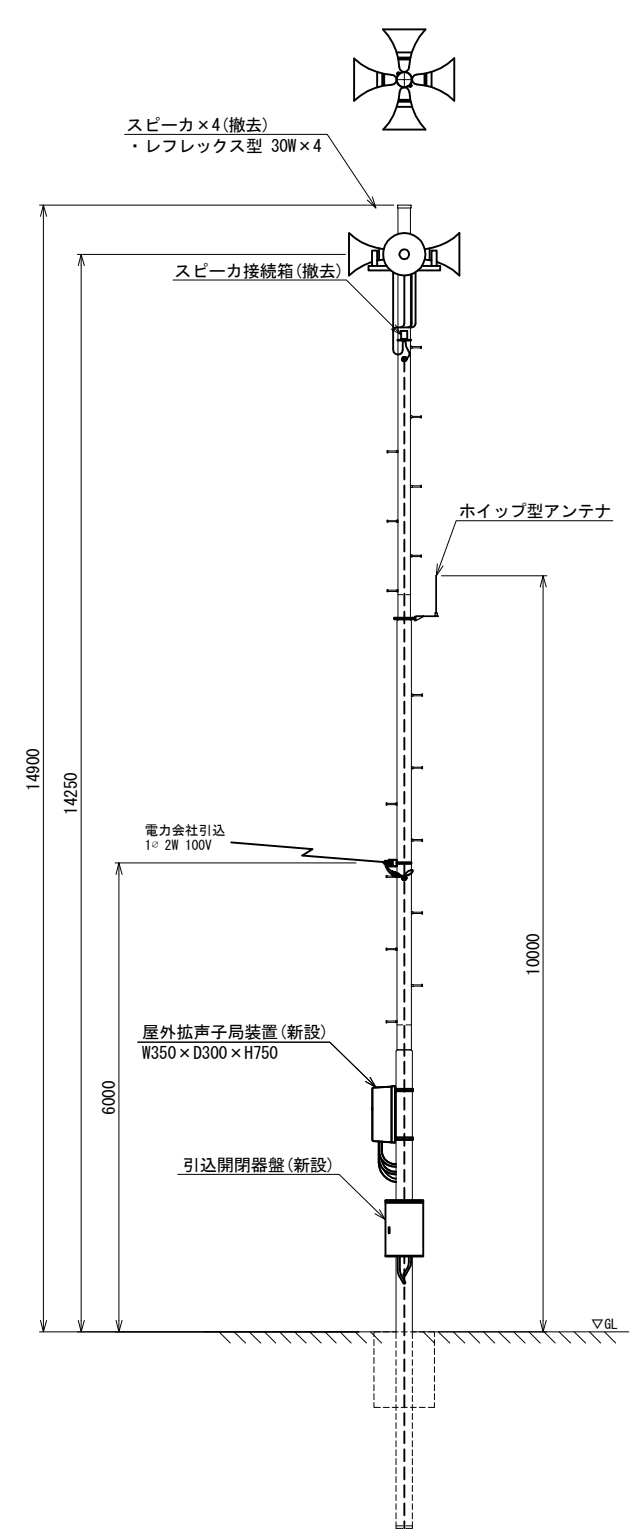 スピーカ×4(撤去)
・レフレックス型 30W×4
スピーカ接続箱(撤去)
ホイップ型アンテナ
14900
14250
電力会社引込
1∅ 2W 100V
10000
屋外拡声子局装置(新設)
W350×D300×H750
6000
引込開閉器盤(新設)
▽GL